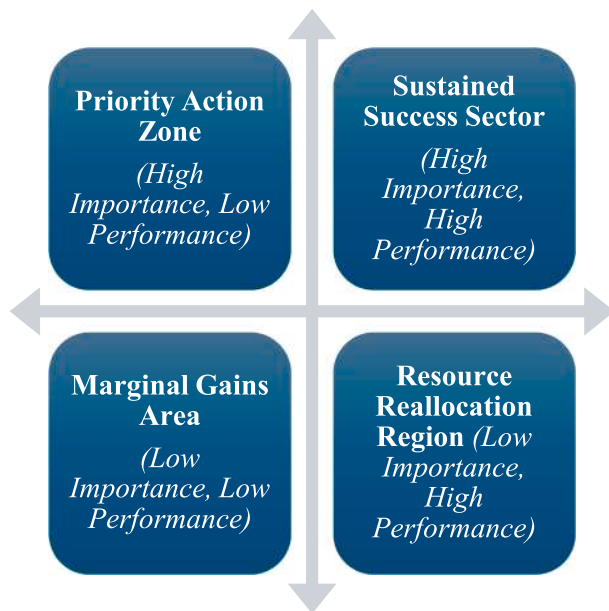 Priority Action
Zone
(High
Importance, Low
Performance)
Sustained
Success Sector
(High
Importance,
High
Performance)
Marginal Gains
Area
(Low
Importance, Low
Performance)
Resource
Reallocation
Region (Low
Importance,
High
Performance)